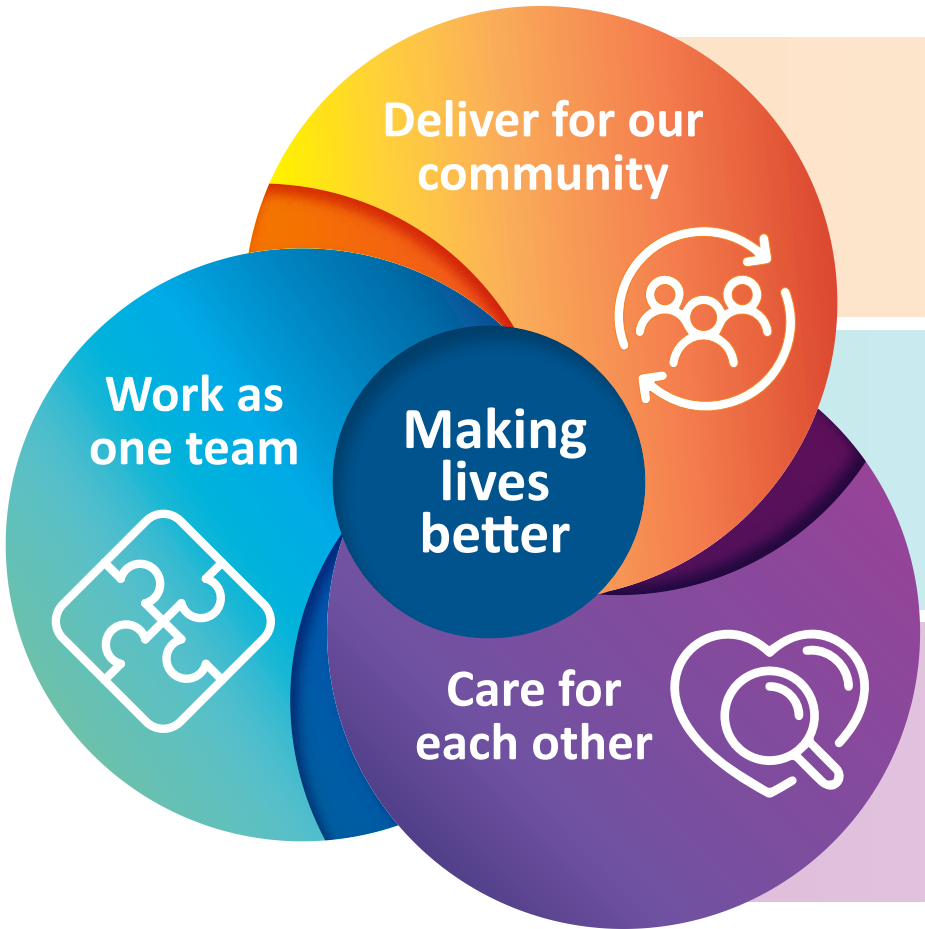 Deliver for our
community
Work as
one team
Making
lives
better
Care for
each other